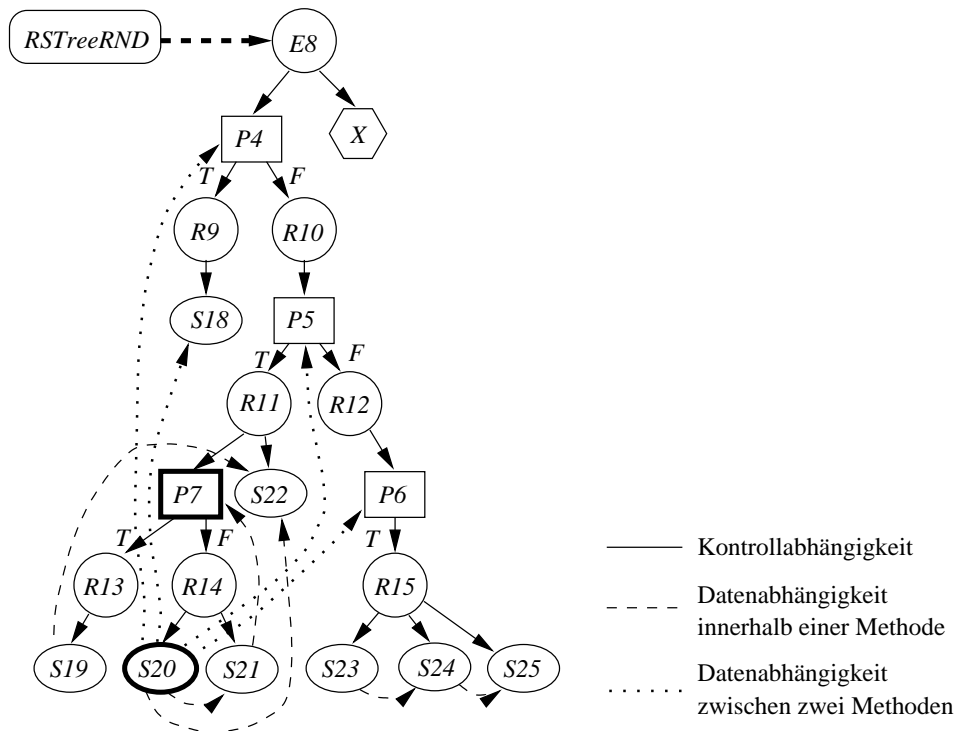 RSTreeRND
E8
P4
X
T
F
R9
R10
S18
P5
T
F
R11
R12
P7
S22
P6
T
F
T
R13
R14
R15
S19
S20
S21
S23
S24
S25
Kontrollabhängigkeit
Datenabhängigkeit
innerhalb einer Methode
Datenabhängigkeit
zwischen zwei Methoden